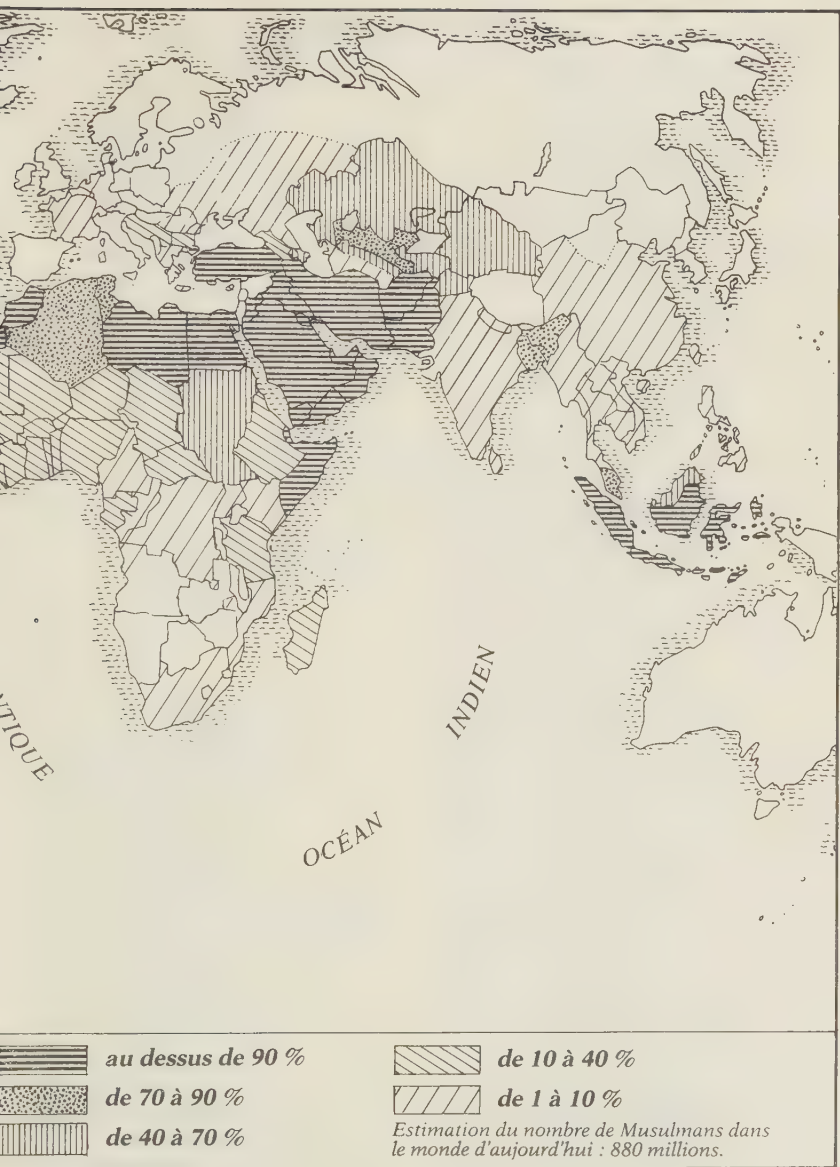 NTIQUE
INDIEN
OCÉAN
au dessus de 90 %
de 70 à 90 %
de 40 à 70 %
de 10 à 40 %
de 1 à 10 %
Estimation du nombre de Musulmans dans
le monde d'aujourd'hui : 880 millions.